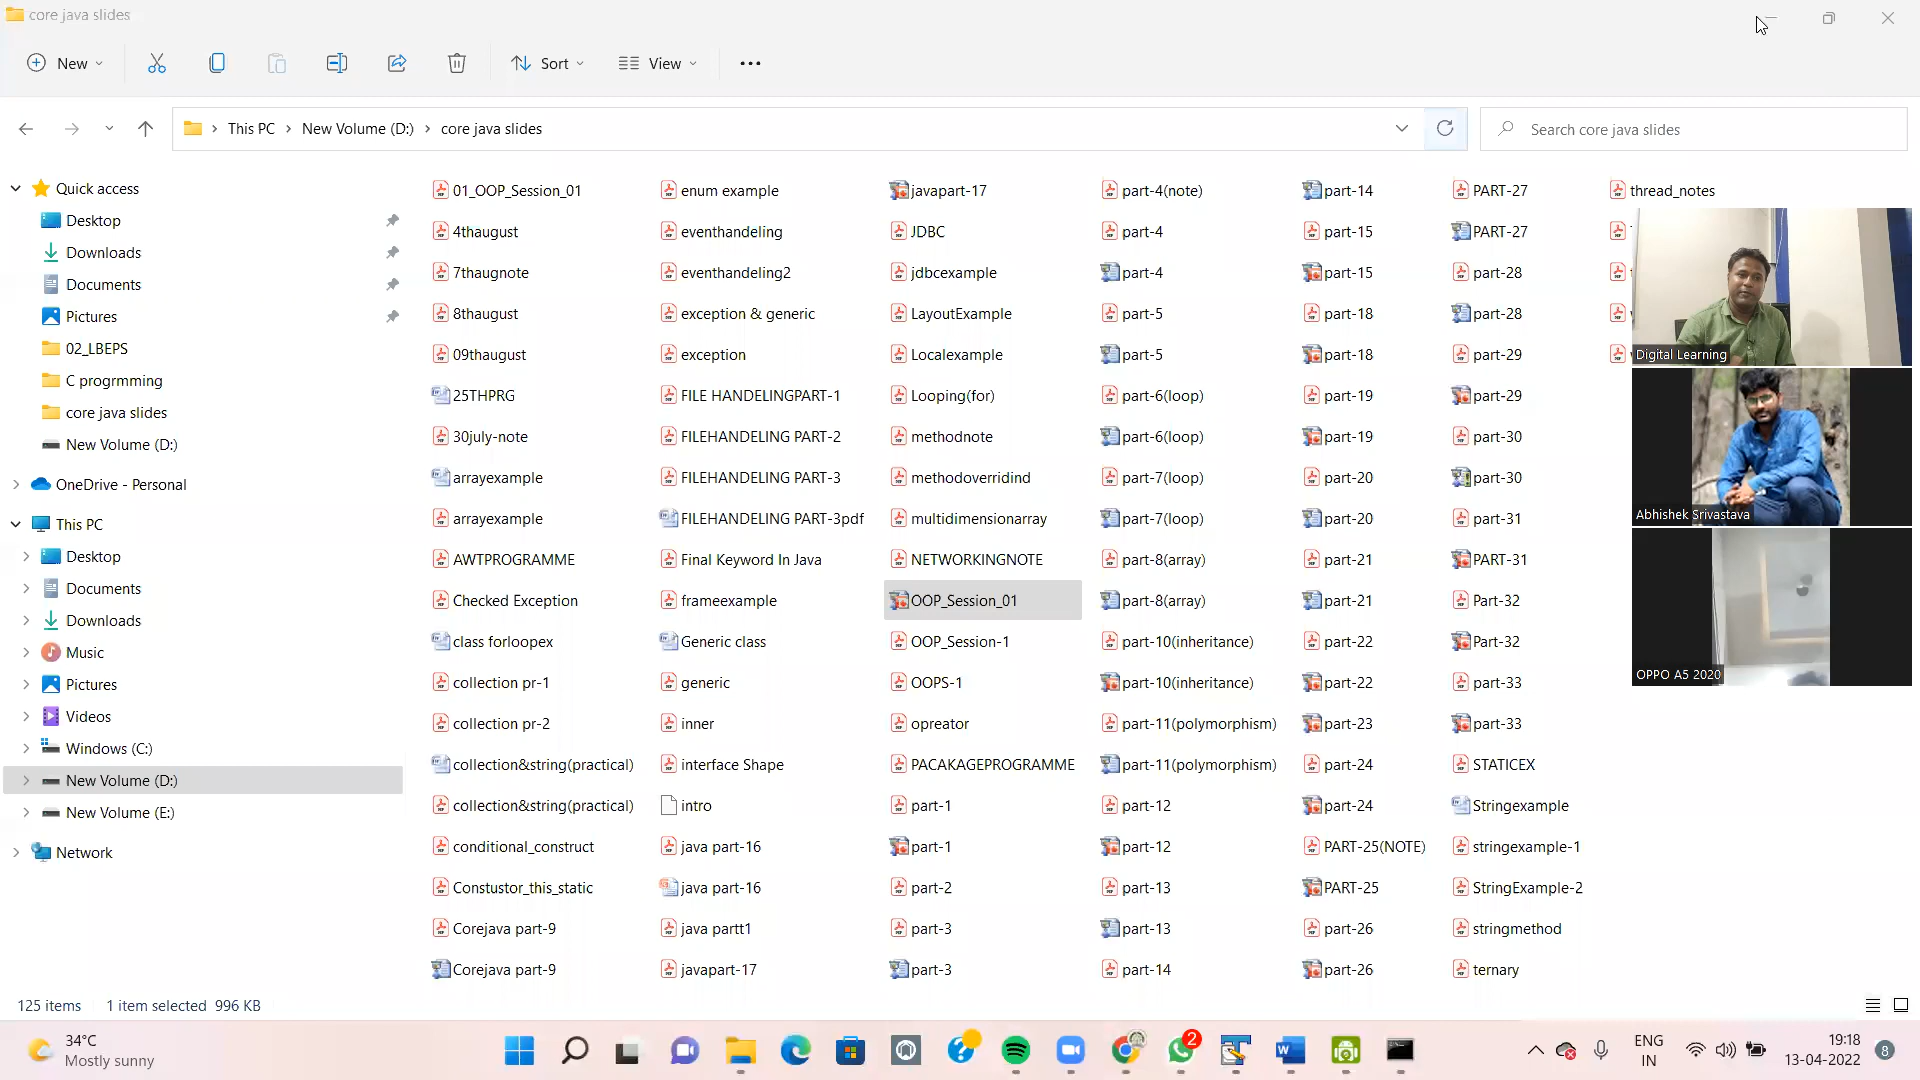 core java slides
New
Sort
View
This PC
New Volume (D:)
core java slides
Search core java slides
Quick access
Desktop
Downloads
Documents
Pictures
02_LBEPS
C progrmming
core java slides
New Volume (D:)
OneDrive - Personal
This PC
Desktop
Documents
Downloads
Music
Pictures
Videos
Windows (C:)
New Volume (D:)
New Volume (E:)
Network
01_OOP_Session_01
4thaugust
7thaugnote
8thaugust
09thaugust
25THPRG
30july-note
arrayexample
arrayexample
AWTPROGRAMME
Checked Exception
class forloopex
collection pr-1
collection pr-2
collection&string(practical)
collection&string(practical)
conditional_construct
Constustor_this_static
Corejava part-9
Corejava part-9
enum example
eventhandeling
eventhandeling2
exception & generic
exception
FILE HANDELINGPART-1
FILEHANDELING PART-2
FILEHANDELING PART-3
FILEHANDELING PART-3pdf
Final Keyword In Java
frameexample
Generic class
generic
inner
interface Shape
intro
java part-16
java part-16
java partt1
javapart-17
javapart-17
JDBC
jdbcexample
LayoutExample
Localexample
Looping(for)
methodnote
methodoverridind
multidimensionarray
NETWORKINGNOTE
OOP_Session_01
OOP_Session-1
OOPS-1
opreator
PACAKAGEPROGRAMME
part-1
part-1
part-2
part-3
part-3
part-4(note)
part-4
part-4
part-5
part-5
part-6(loop)
part-6(loop)
part-7(loop)
part-7(loop)
part-8(array)
part-8(array)
part-10(inheritance)
part-10(inheritance)
part-11(polymorphism)
part-11(polymorphism)
part-12
part-12
part-13
part-13
part-14
part-14
part-15
part-15
part-18
part-18
part-19
part-19
part-20
part-20
part-21
part-21
part-22
part-22
part-23
part-24
part-24
PART-25(NOTE)
PART-25
part-26
part-26
PART-27
PART-27
part-28
part-28
part-29
part-29
part-30
part-30
part-31
PART-31
Part-32
Part-32
part-33
part-33
STATICEX
Stringexample
stringexample-1
StringExample-2
stringmethod
ternary
thread_notes
Digital Learning
Abhishek Srivastava
OPPO A5 2020
125 items
1 item selected 996 KB
34°C
Mostly sunny
2
ENG
IN
19:18
13-04-2022
8